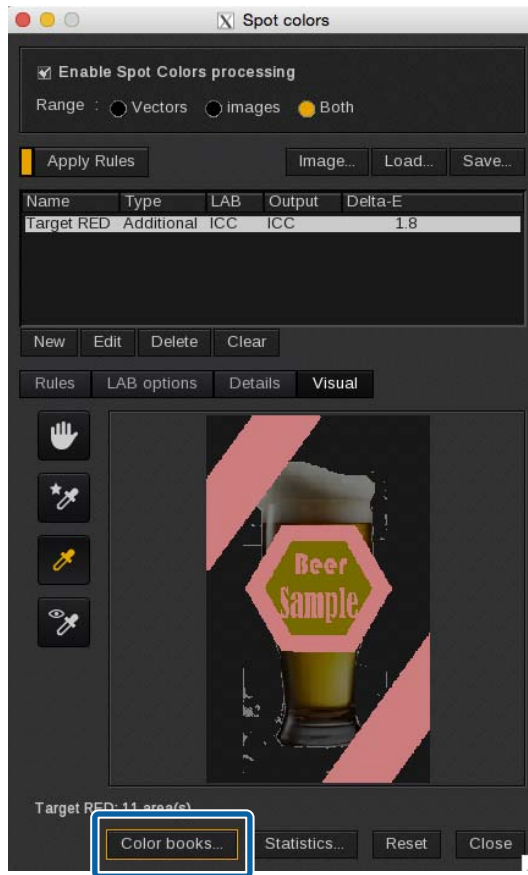 Spot colors
Enable Spot Colors processing
Range : Vectors images Both
Apply Rules Image... Load... Save...
Name Type LAB Output Delta-E
Target RED Additional ICC ICC 1.8
New Edit Delete Clear
Rules LAB options Details Visual
Beer
Sample
Target RED: 11 area(s)
Color books... Statistics... Reset Close